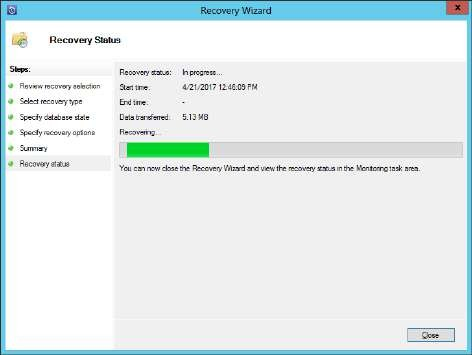 Recovery Wizard
x
Recovery Status
Steps:
Review recovery selection
Select recovery type
Specify database state
Specify recovery options
Summary
Recovery status
Recovery status: In progress...
Start time: 4/21/2017 12:46:09 PM
End time: -
Data transferred: 5.13 MB
Recovering...
You can now close the Recovery Wizard and view the recovery status in the Monitoring task area.
Close